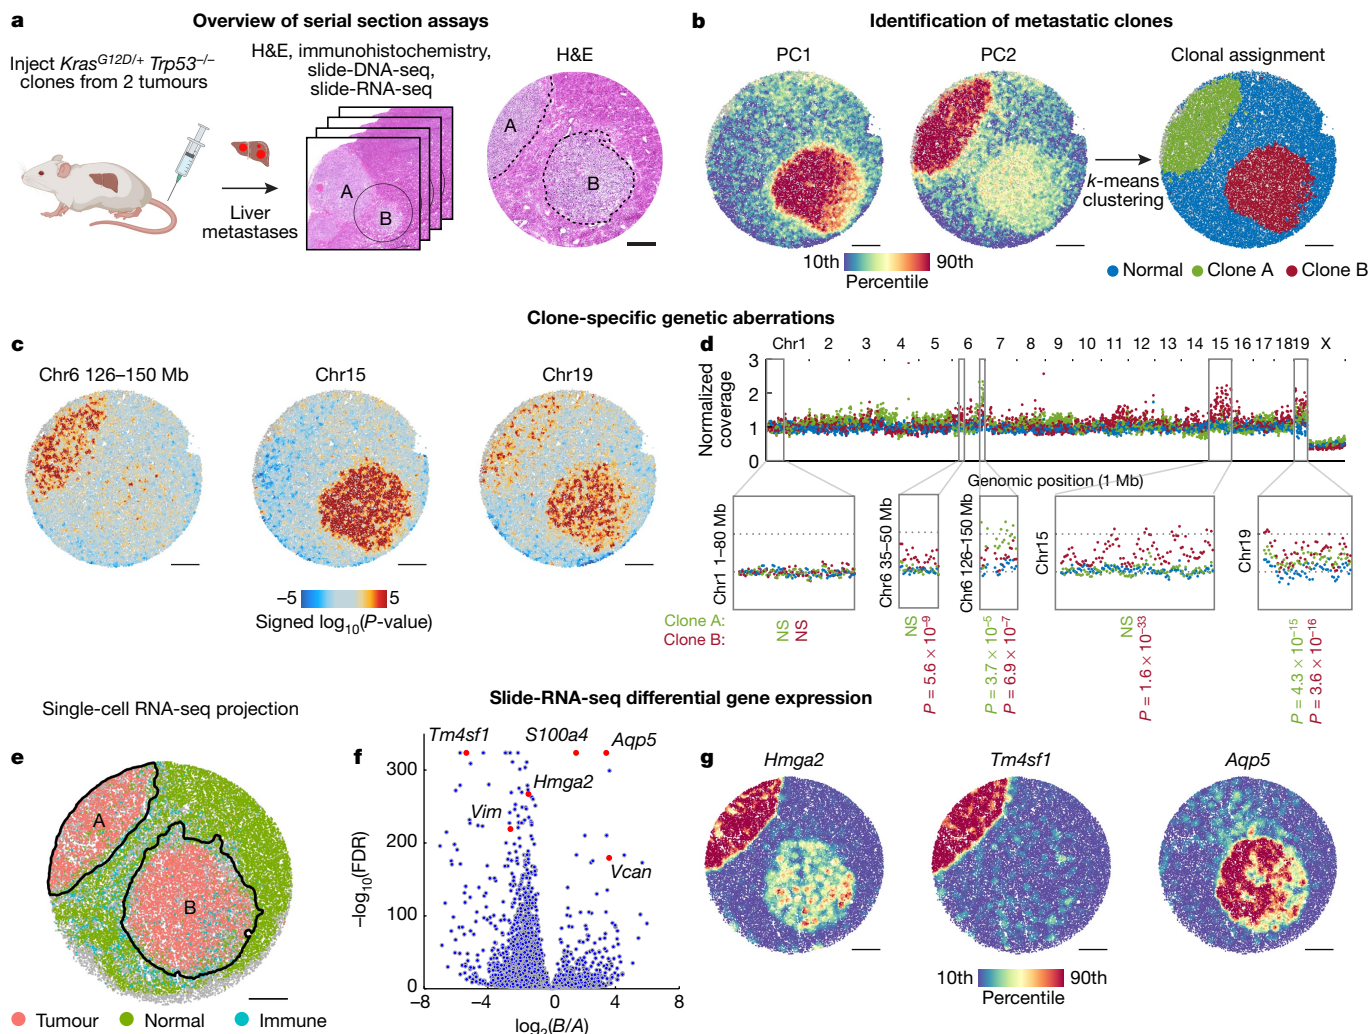 a Overview of serial section assays
Inject Kras^G12D/+ Trp53^–/–
clones from 2 tumours
H&E, immunohistochemistry,
slide-DNA-seq,
slide-RNA-seq
H&E
A
B
A
B
Liver
metastases
b Identification of metastatic clones
PC1 PC2 Clonal assignment
k-means
clustering
10th 90th
Percentile
Normal Clone A Clone B
Clone-specific genetic aberrations
c
Chr6 126–150 Mb Chr15 Chr19
–5 5
Signed log₁₀(P-value)
d
Chr1 2 3 4 5 6 7 8 9 10 11 12 13 14 15 16 17 18 19 X
Normalized
coverage
3
2
1
0
Genomic position (1 Mb)
Chr1 1–80 Mb
Chr6 35–50 Mb
Chr6 126–150 Mb
Chr15
Chr19
Clone A:
Clone B:
NS
NS
NS
P = 5.6 × 10⁻⁹
P = 3.7 × 10⁻⁵
P = 6.9 × 10⁻⁷
NS
P = 1.6 × 10⁻³³
P = 4.3 × 10⁻¹⁵
P = 3.6 × 10⁻¹⁶
Slide-RNA-seq differential gene expression
Single-cell RNA-seq projection
e
A
B
Tumour Normal Immune
f
Tm4sf1 S100a4 Aqp5
Hmga2
Vim
Vcan
–log₁₀(FDR)
300
200
100
0
–8 –4 0 4 8
log₂(B/A)
g
Hmga2 Tm4sf1 Aqp5
10th 90th
Percentile